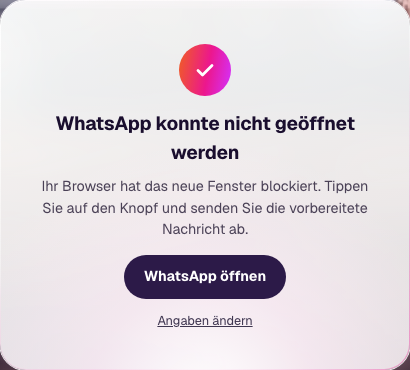 WhatsApp konnte nicht geöffnet
werden
Ihr Browser hat das neue Fenster blockiert. Tippen
Sie auf den Knopf und senden Sie die vorbereitete
Nachricht ab.
WhatsApp öffnen
Angaben ändern